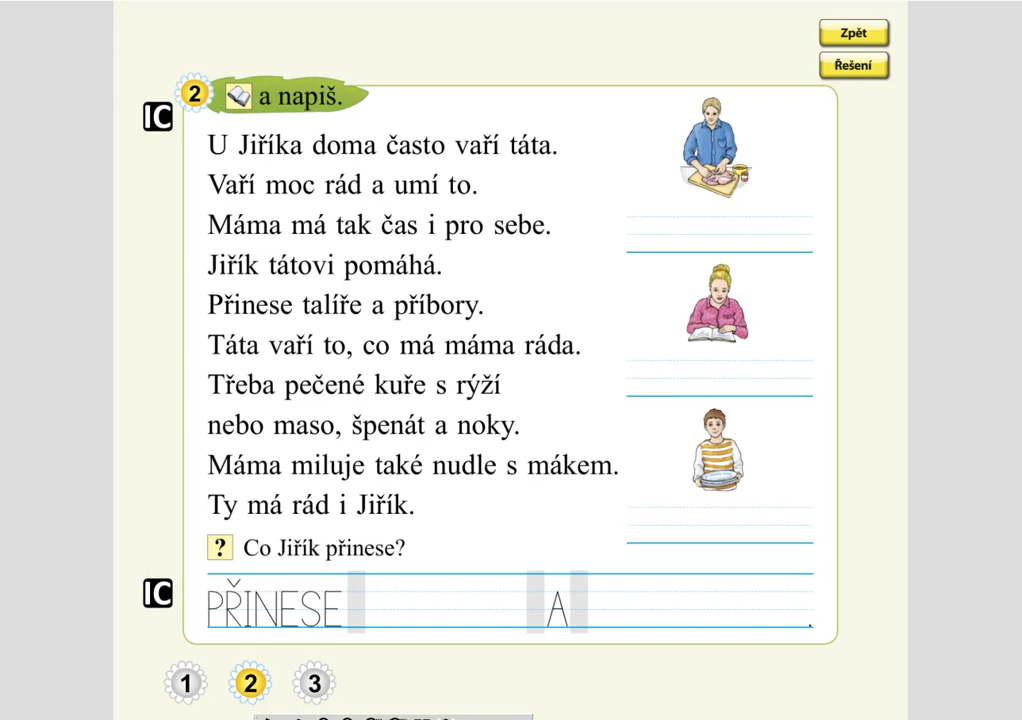 Zpět
Řešení
2 a napiš.
IC
U Jiříka doma často vaří táta.
Vaří moc rád a umí to.
Máma má tak čas i pro sebe.
Jiřík tátovi pomáhá.
Přinese talíře a příbory.
Táta vaří to, co má máma ráda.
Třeba pečené kuře s rýží
nebo maso, špenát a noky.
Máma miluje také nudle s mákem.
Ty má rád i Jiřík.
? Co Jiřík přinese?
IC
PŘINESE A .
1 2 3